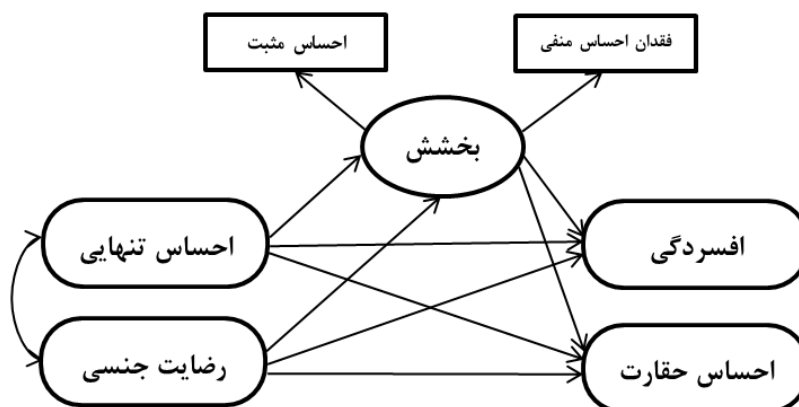 فقدان احساس منفی
احساس مثبت
بخشش
احساس تنهایی
افسردگی
رضایت جنسی
احساس حقارت